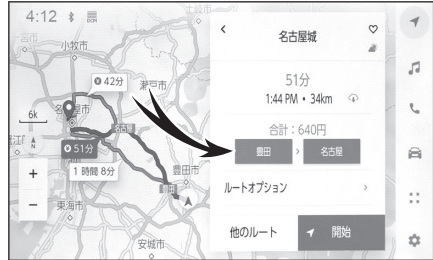 4:12
小牧市
42分
瀬戸市
6k
51分
1 時間 8分
豊田市
東海市
安城市
+
−
名古屋城
51分
1:44 PM • 34km
合計：640円
豊田 › 名古屋
ルートオプション ›
他のルート
開始